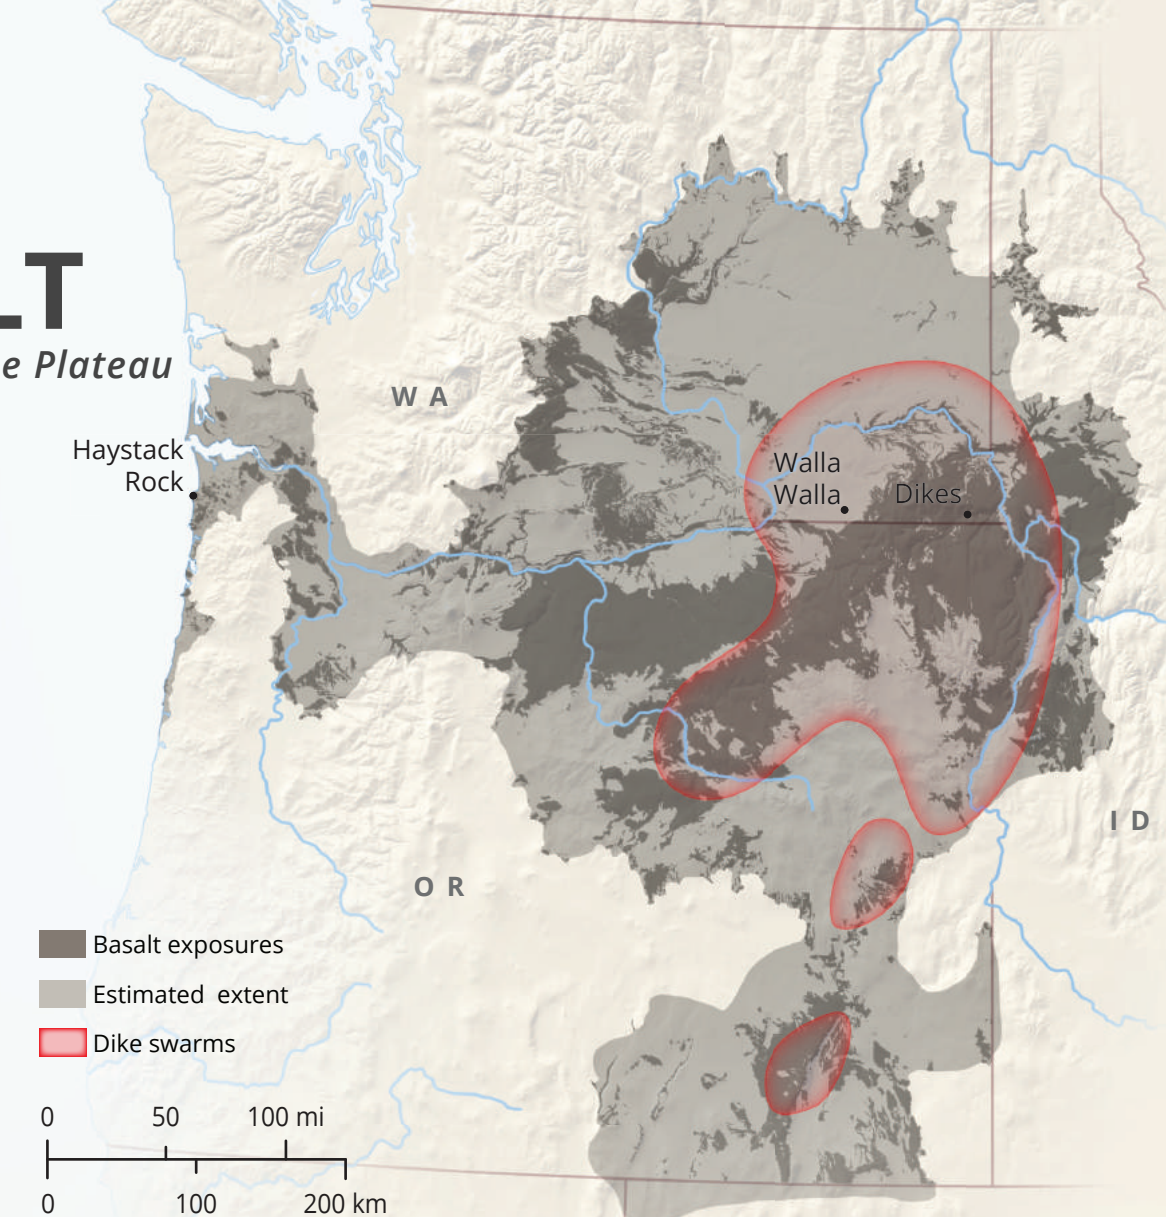 LT
e Plateau
W A
Haystack
Rock
Walla
Walla
Dikes
I D
O R
Basalt exposures
Estimated extent
Dike swarms
0 50 100 mi
0 100 200 km